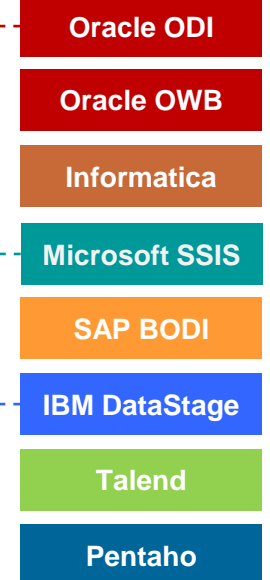 Oracle ODI
Oracle OWB
Informatica
Microsoft SSIS
SAP BODI
IBM DataStage
Talend
Pentaho